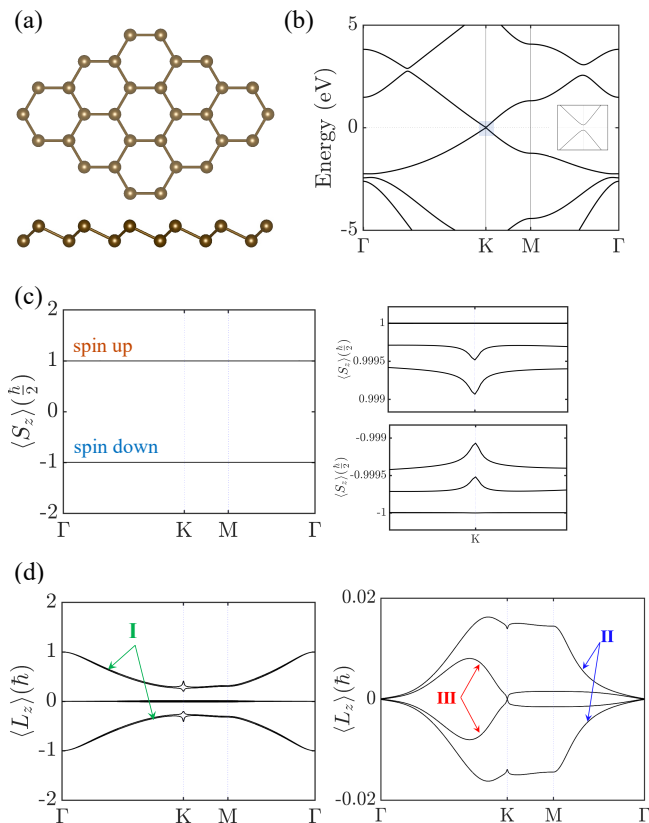 (a)
(b)
Energy (eV)
5
0
-5
Γ K M Γ
(c)
⟨S_z⟩(ħ/2)
2
1
0
-1
-2
spin up
spin down
Γ K M Γ
⟨S_z⟩(ħ/2)
1
0.9995
0.999
⟨S_z⟩(ħ/2)
-0.999
-0.9995
-1
K
(d)
⟨L_z⟩(ħ)
2
1
0
-1
-2
I
Γ K M Γ
⟨L_z⟩(ħ)
0.02
0
-0.02
II
III
Γ K M Γ